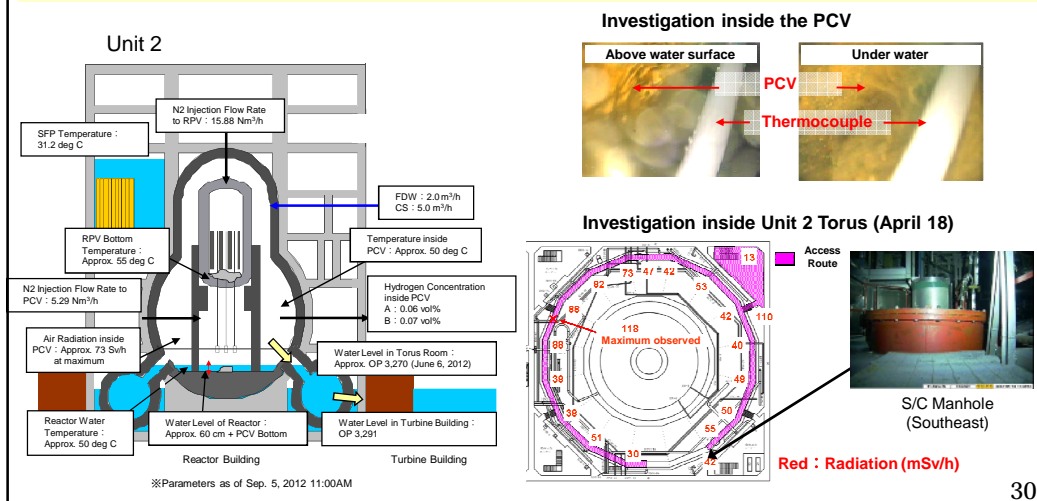 Unit 2
N2 Injection Flow Rate
to RPV：15.88 Nm³/h
SFP Temperature：
31.2 deg C
FDW：2.0 m³/h
CS：5.0 m³/h
RPV Bottom
Temperature：
Approx. 55 deg C
Temperature inside
PCV：Approx. 50 deg C
N2 Injection Flow Rate to
PCV：5.29 Nm³/h
Hydrogen Concentration
inside PCV
A：0.06 vol%
B：0.07 vol%
Air Radiation inside
PCV：Approx. 73 Sv/h
at maximum
Water Level in Torus Room：
Approx. OP 3,270 (June 6, 2012)
Reactor Water
Temperature：
Approx. 50 deg C
Water Level of Reactor：
Approx. 60 cm + PCV Bottom
Water Level in Turbine Building：
OP 3,291
Reactor Building
Turbine Building
※Parameters as of Sep. 5, 2012 11:00AM
Investigation inside the PCV
Above water surface
Under water
PCV
Thermocouple
Investigation inside Unit 2 Torus (April 18)
13
Access
Route
73
47
42
82
53
88
42
110
118
Maximum observed
88
40
38
48
38
50
51
55
30
42
S/C Manhole
(Southeast)
Red：Radiation (mSv/h)
30